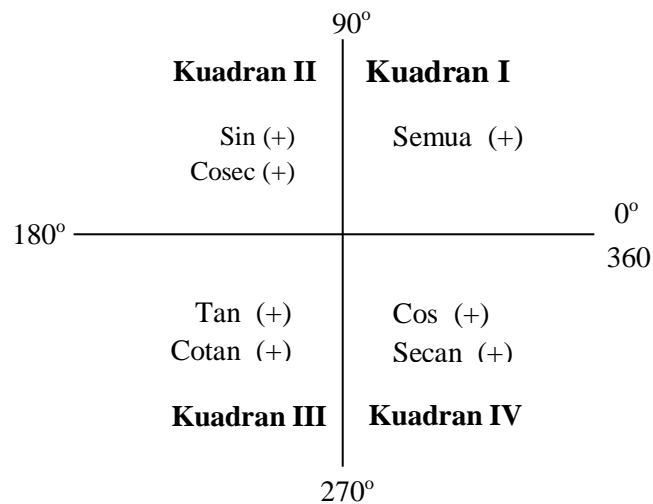 90º
Kuadran II
Kuadran I
Sin (+)
Semua (+)
Cosec (+)
0º
180º
360
Tan (+)
Cos (+)
Cotan (+)
Secan (+)
Kuadran III
Kuadran IV
270º